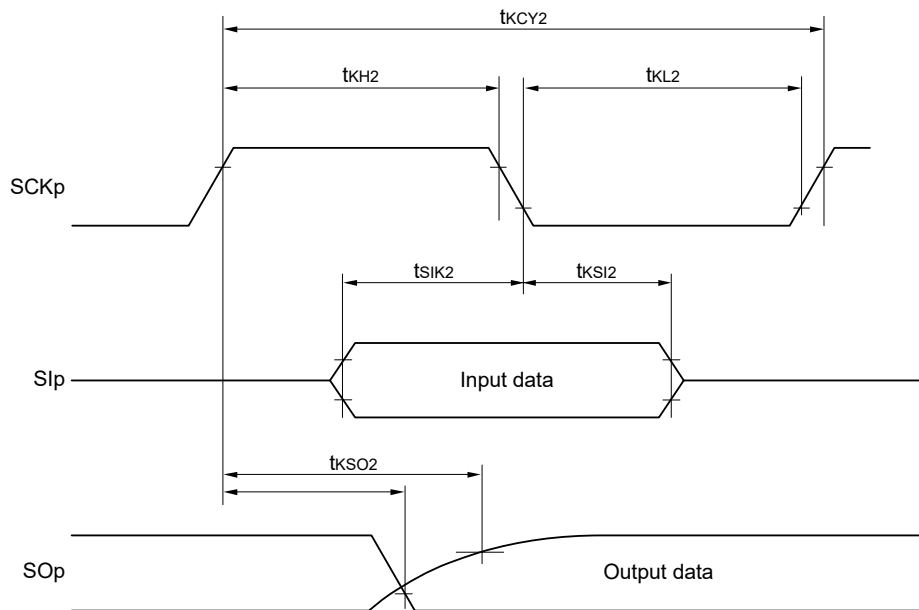 tKCY2
tKH2
tKL2
SCKp
tSIK2
tKSI2
SIp
Input data
tKSO2
SOp
Output data